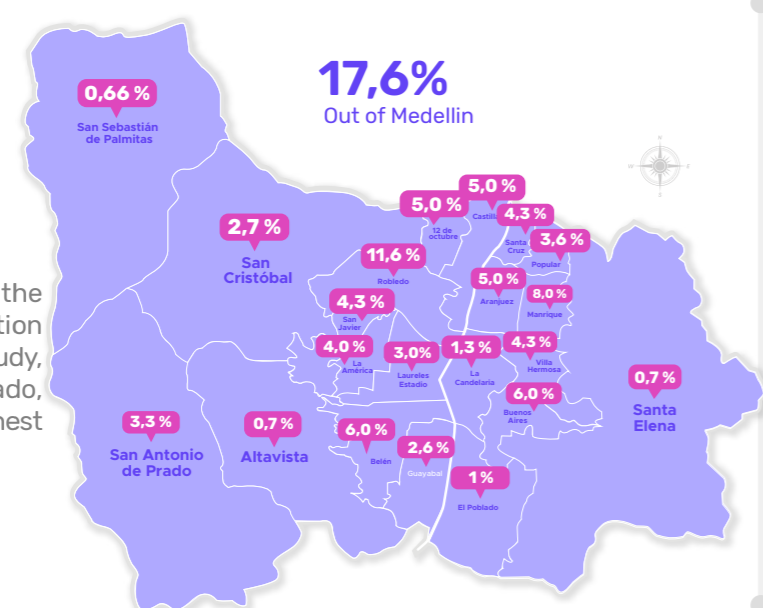 17,6%
Out of Medellin
0,66 %
San Sebastián
de Palmitas
2,7 %
San
Cristóbal
5,0 %
12 de
octubre
5,0 %
Castilla
4,3 %
Santa
Cruz
3,6 %
Popular
11,6 %
Robledo
5,0 %
Aranjuez
8,0 %
Manrique
4,3 %
San
Javier
4,0 %
La
América
3,0%
Laureles
Estadio
1,3 %
La
Candelaria
4,3 %
Villa
Hermosa
6,0 %
Buenos
Aires
0,7 %
Santa
Elena
3,3 %
San Antonio
de Prado
0,7 %
Altavista
6,0 %
Belén
2,6 %
Guayabal
1 %
El Poblado
the
tion
udy,
ado,
nest